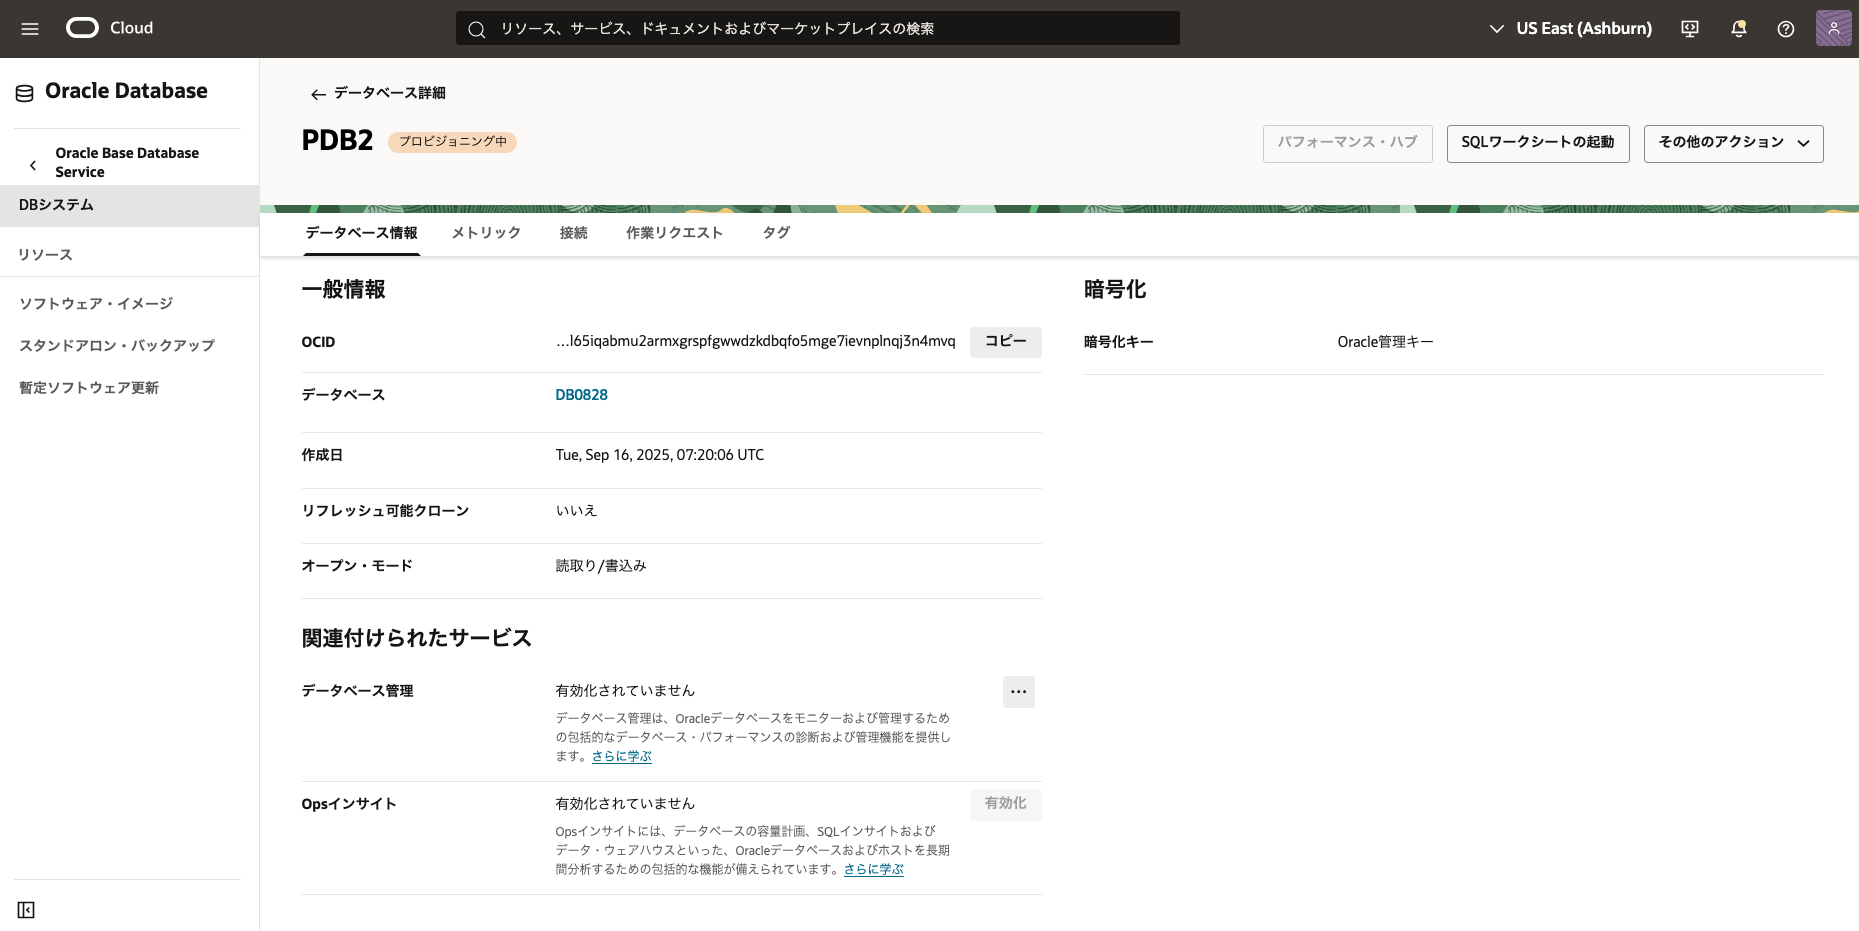 Cloud
リソース、サービス、ドキュメントおよびマーケットプレイスの検索
US East (Ashburn)
Oracle Database
Oracle Base Database
Service
DBシステム
リソース
ソフトウェア・イメージ
スタンドアロン・バックアップ
暫定ソフトウェア更新
データベース詳細
PDB2
プロビジョニング中
パフォーマンス・ハブ
SQLワークシートの起動
その他のアクション
データベース情報
メトリック
接続
作業リクエスト
タグ
一般情報
OCID
...l65iqabmu2armxgrspfgwwdzkdbqfo5mge7ievnplnqj3n4mvq
コピー
データベース
DB0828
作成日
Tue, Sep 16, 2025, 07:20:06 UTC
リフレッシュ可能クローン
いいえ
オープン・モード
読取り/書込み
関連付けられたサービス
データベース管理
有効化されていません
データベース管理は、Oracleデータベースをモニターおよび管理するため
の包括的なデータベース・パフォーマンスの診断および管理機能を提供し
ます。さらに学ぶ
Opsインサイト
有効化されていません
有効化
Opsインサイトには、データベースの容量計画、SQLインサイトおよび
データ・ウェアハウスといった、Oracleデータベースおよびホストを長期
間分析するための包括的な機能が備えられています。さらに学ぶ
暗号化
暗号化キー
Oracle管理キー